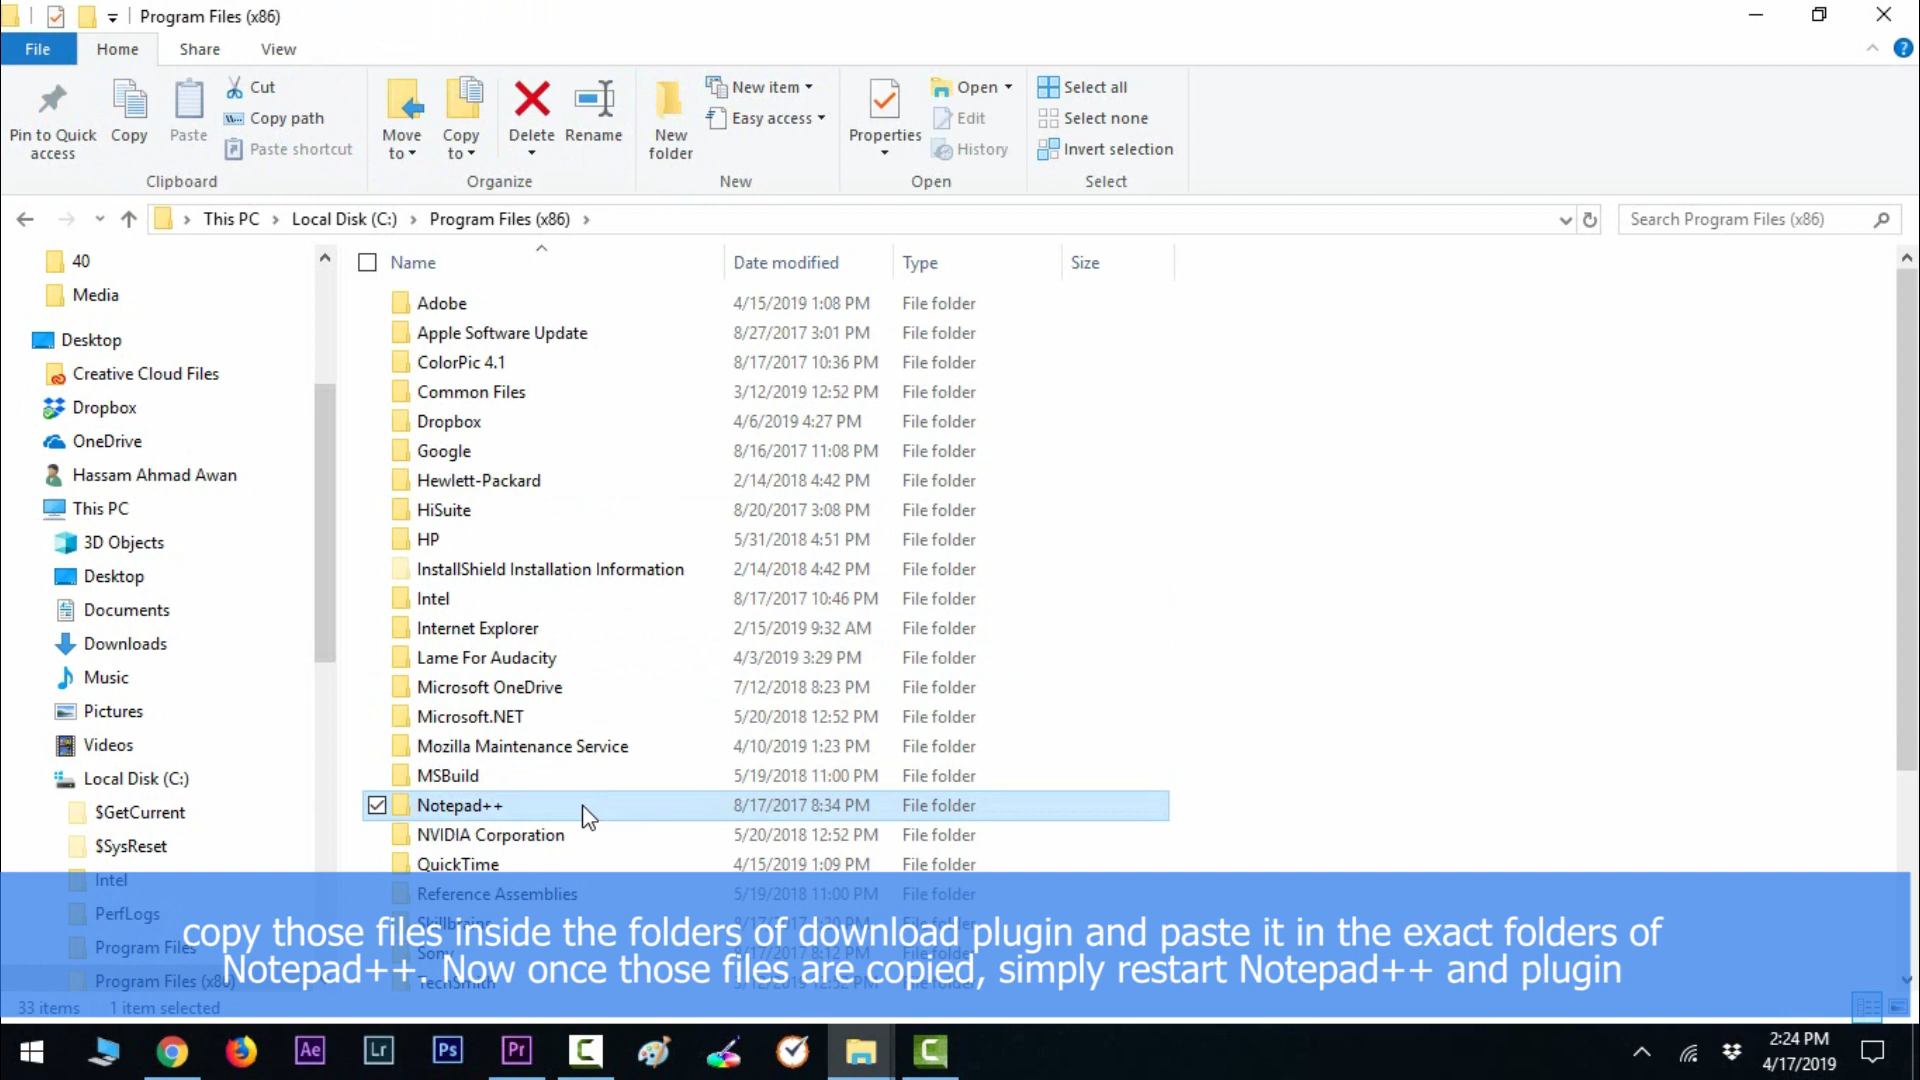 Program Files (x86)
File
Home
Share
View
Pin to Quick access
Copy
Paste
Cut
Copy path
Paste shortcut
Clipboard
Move to
Copy to
Delete
Rename
Organize
New folder
New item
Easy access
New
Properties
Open
Edit
History
Open
Select all
Select none
Invert selection
Select
This PC > Local Disk (C:) > Program Files (x86) >
Search Program Files (x86)
40
Media
Desktop
Creative Cloud Files
Dropbox
OneDrive
Hassam Ahmad Awan
This PC
3D Objects
Desktop
Documents
Downloads
Music
Pictures
Videos
Local Disk (C:)
$GetCurrent
$SysReset
Intel
PerfLogs
Program Files
Program Files (x86)
Name Date modified Type Size
Adobe 4/15/2019 1:08 PM File folder
Apple Software Update 8/27/2017 3:01 PM File folder
ColorPic 4.1 8/17/2017 10:36 PM File folder
Common Files 3/12/2019 12:52 PM File folder
Dropbox 4/6/2019 4:27 PM File folder
Google 8/16/2017 11:08 PM File folder
Hewlett-Packard 2/14/2018 4:42 PM File folder
HiSuite 8/20/2017 3:08 PM File folder
HP 5/31/2018 4:51 PM File folder
InstallShield Installation Information 2/14/2018 4:42 PM File folder
Intel 8/17/2017 10:46 PM File folder
Internet Explorer 2/15/2019 9:32 AM File folder
Lame For Audacity 4/3/2019 3:29 PM File folder
Microsoft OneDrive 7/12/2018 8:23 PM File folder
Microsoft.NET 5/20/2018 12:52 PM File folder
Mozilla Maintenance Service 4/10/2019 1:23 PM File folder
MSBuild 5/19/2018 11:00 PM File folder
Notepad++ 8/17/2017 8:34 PM File folder
NVIDIA Corporation 5/20/2018 12:52 PM File folder
QuickTime 4/15/2019 1:09 PM File folder
Reference Assemblies 5/19/2018 11:00 PM File folder
copy those files inside the folders of download plugin and paste it in the exact folders of
Notepad++. Now once those files are copied, simply restart Notepad++ and plugin
33 items 1 item selected
Ae
Lr
Ps
Pr
2:24 PM
4/17/2019